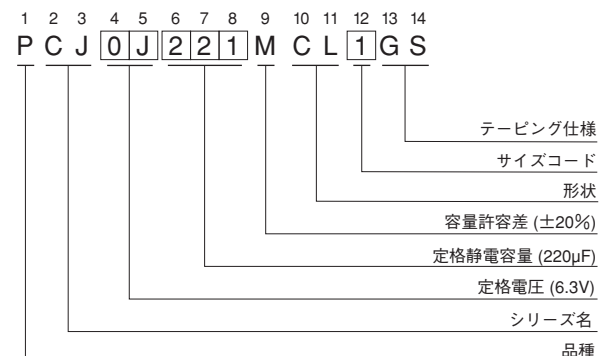 1 2 3 4 5 6 7 8 9 10 11 12 13 14
P C J 0 J 2 2 1 M C L 1 G S
テーピング仕様
サイズコード
形状
容量許容差 (±20%)
定格静電容量 (220μF)
定格電圧 (6.3V)
シリーズ名
品種